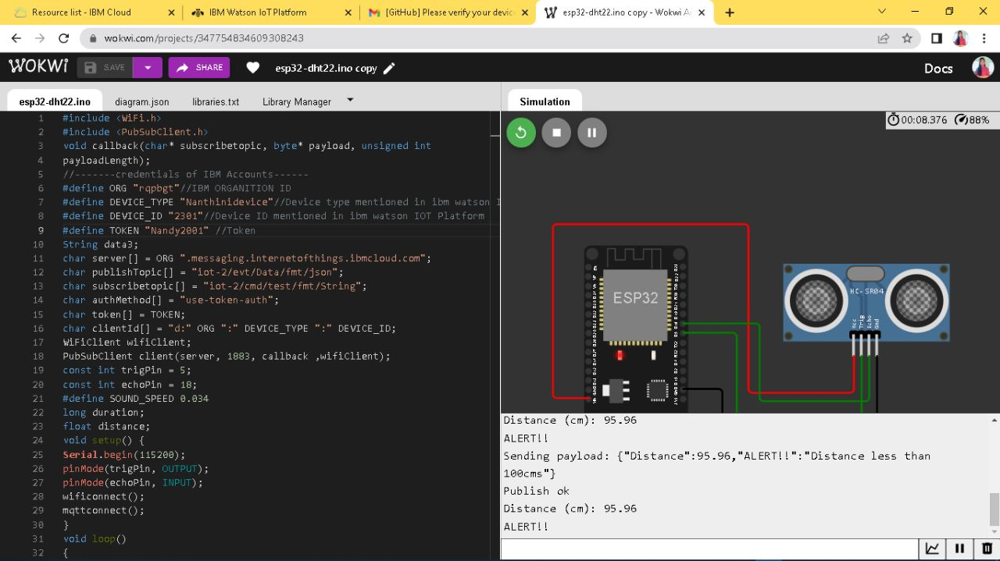 Resource list - IBM Cloud
IBM Watson IoT Platform
[GitHub] Please verify your device
esp32-dht22.ino copy - Wokwi A
wokwi.com/projects/347754834609308243
WOKWi
SAVE
SHARE
esp32-dht22.ino copy
Docs
esp32-dht22.ino
diagram.json
libraries.txt
Library Manager
Simulation
1 #include <WiFi.h>
2 #include <PubSubClient.h>
3 void callback(char* subscribetopic, byte* payload, unsigned int
4 payloadLength);
5 //-------credentials of IBM Accounts------
6 #define ORG "rqpbgt"//IBM ORGANITION ID
7 #define DEVICE_TYPE "Nanthinidevice"//Device type mentioned in ibm watson I
8 #define DEVICE_ID "2301"//Device ID mentioned in ibm watson IOT Platform
9 #define TOKEN "Nandy2001" //Token
10 String data3;
11 char server[] = ORG ".messaging.internetofthings.ibmcloud.com";
12 char publishTopic[] = "iot-2/evt/Data/fmt/json";
13 char subscribetopic[] = "iot-2/cmd/test/fmt/String";
14 char authMethod[] = "use-token-auth";
15 char token[] = TOKEN;
16 char clientId[] = "d:" ORG ":" DEVICE_TYPE ":" DEVICE_ID;
17 WiFiClient wifiClient;
18 PubSubClient client(server, 1883, callback ,wifiClient);
19 const int trigPin = 5;
20 const int echoPin = 18;
21 #define SOUND_SPEED 0.034
22 long duration;
23 float distance;
24 void setup() {
25 Serial.begin(115200);
26 pinMode(trigPin, OUTPUT);
27 pinMode(echoPin, INPUT);
28 wificonnect();
29 mqttconnect();
30 }
31 void loop()
32 {
00:08.376 88%
ESP32
HC-SR04
Vcc
Trig
Echo
Gnd
Distance (cm): 95.96
ALERT!!
Sending payload: {"Distance":95.96,"ALERT!!":"Distance less than
100cms"}
Publish ok
Distance (cm): 95.96
ALERT!!